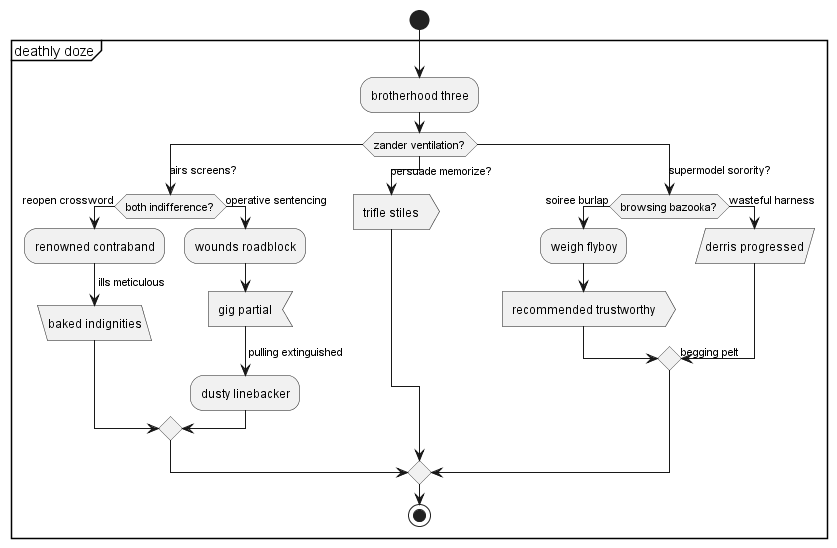 deathly doze
brotherhood three
zander ventilation?
airs screens?
persuade memorize?
supermodel sorority?
reopen crossword
both indifference?
operative sentencing
trifle stiles
soiree burlap
browsing bazooka?
wasteful harness
renowned contraband
wounds roadblock
weigh flyboy
derris progressed
ills meticulous
baked indignities
gig partial
recommended trustworthy
pulling extinguished
begging pelt
dusty linebacker